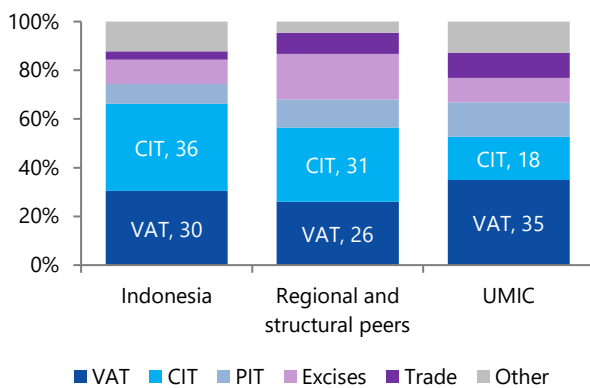 100%
80%
60%
40%
20%
0%
CIT, 36
CIT, 31
CIT, 18
VAT, 30
VAT, 26
VAT, 35
Indonesia
Regional and
structural peers
UMIC
VAT
CIT
PIT
Excises
Trade
Other